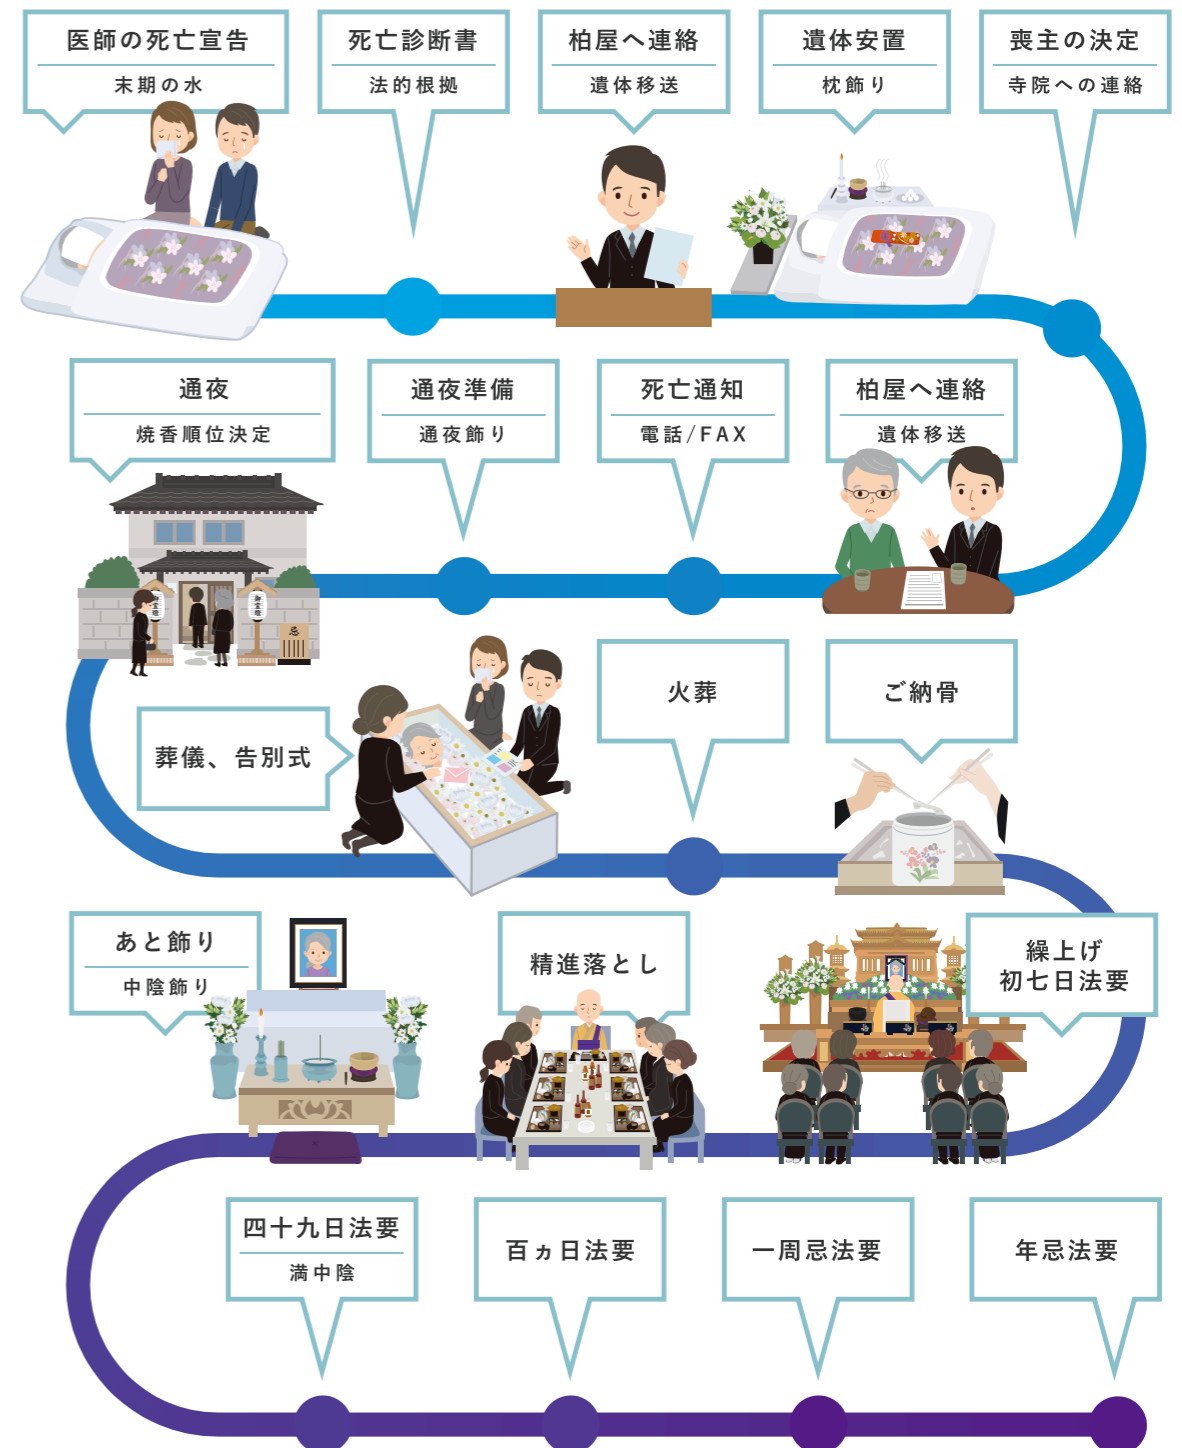 医師の死亡宣告
末期の水
死亡診断書
法的根拠
柏屋へ連絡
遺体移送
遺体安置
枕飾り
喪主の決定
寺院への連絡
柏屋へ連絡
遺体移送
死亡通知
電話/FAX
通夜準備
通夜飾り
通夜
焼香順位決定
忌
葬儀、告別式
火葬
ご納骨
繰上げ
初七日法要
精進落とし
あと飾り
中陰飾り
四十九日法要
満中陰
百ヵ日法要
一周忌法要
年忌法要